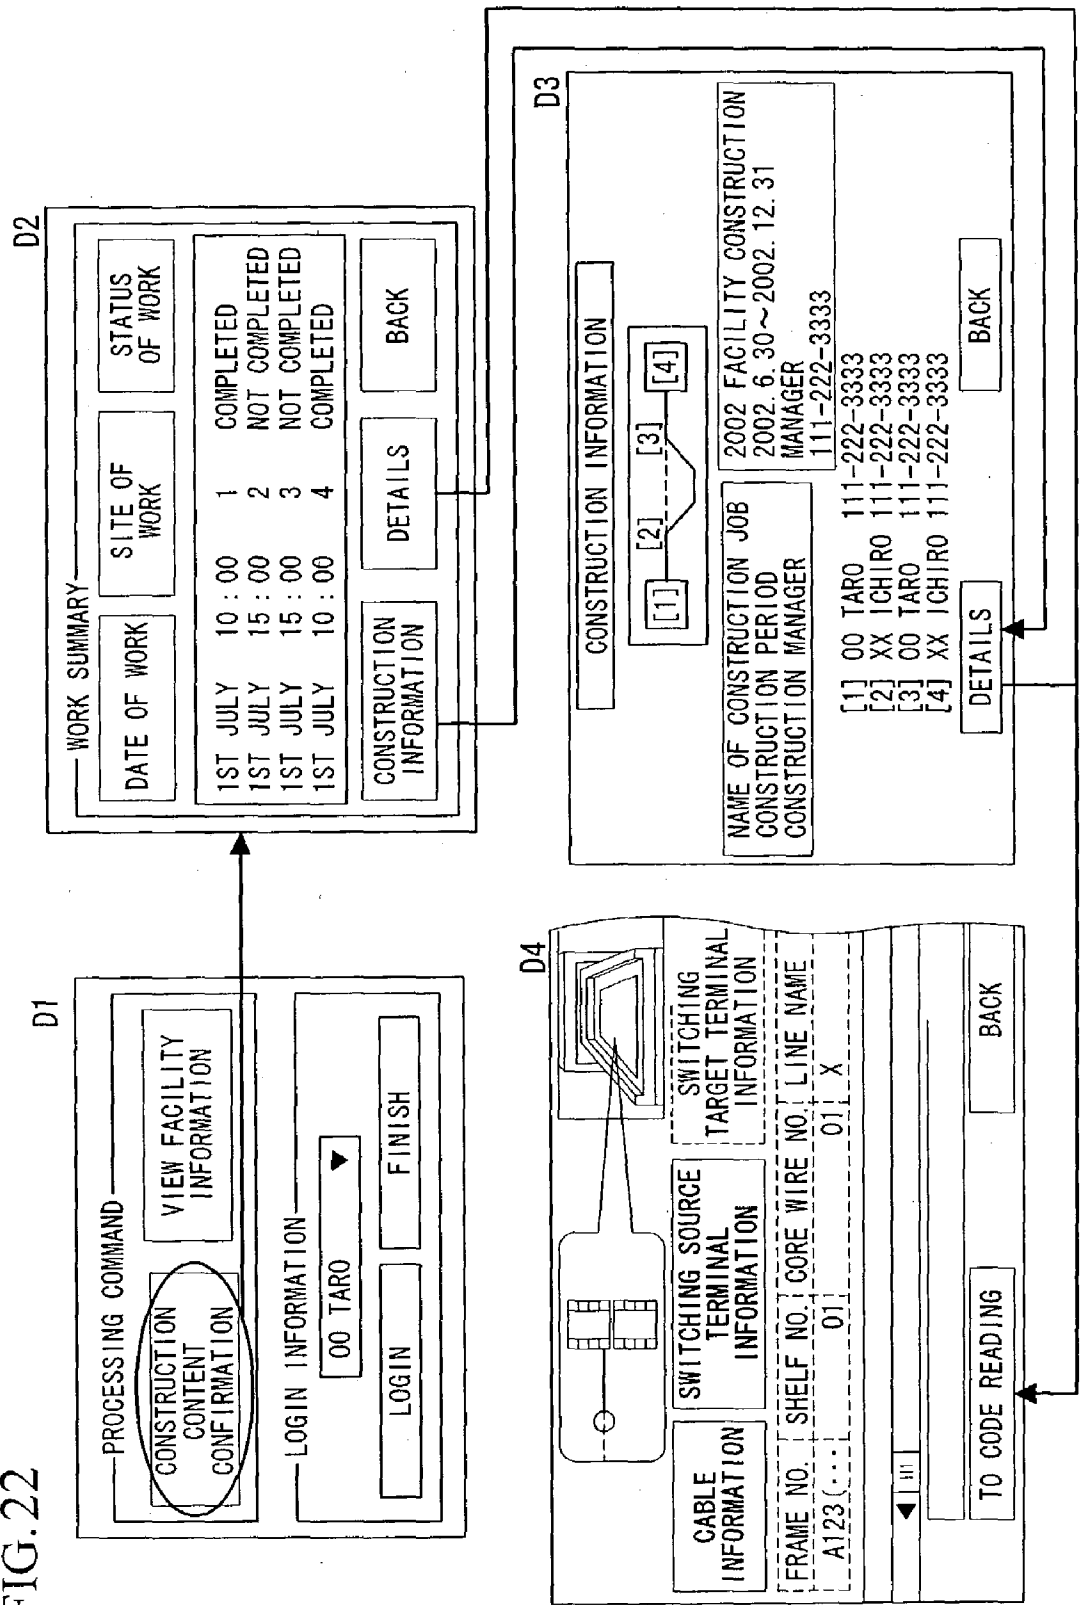 FIG.22
D1
PROCESSING COMMAND
CONSTRUCTION
CONTENT
CONFIRMATION
VIEW FACILITY
INFORMATION
LOGIN INFORMATION
OO TARO ▼
LOGIN
FINISH
D2
WORK SUMMARY
DATE OF WORK
SITE OF
WORK
STATUS
OF WORK
1ST JULY 10:00 1 COMPLETED
1ST JULY 15:00 2 NOT COMPLETED
1ST JULY 15:00 3 NOT COMPLETED
1ST JULY 10:00 4 COMPLETED
CONSTRUCTION
INFORMATION
DETAILS
BACK
D4
CABLE
INFORMATION
SWITCHING SOURCE
TERMINAL
INFORMATION
SWITCHING
TARGET TERMINAL
INFORMATION
FRAME NO. SHELF NO. CORE WIRE NO. LINE NAME
A123(... 01 01 X
TO CODE READING
BACK
D3
CONSTRUCTION INFORMATION
[1] [2] [3] [4]
NAME OF CONSTRUCTION JOB 2002 FACILITY CONSTRUCTION
CONSTRUCTION PERIOD 2002.6.30~2002.12.31
CONSTRUCTION MANAGER MANAGER
111-222-3333
[1] OO TARO 111-222-3333
[2] XX ICHIRO 111-222-3333
[3] OO TARO 111-222-3333
[4] XX ICHIRO 111-222-3333
DETAILS
BACK